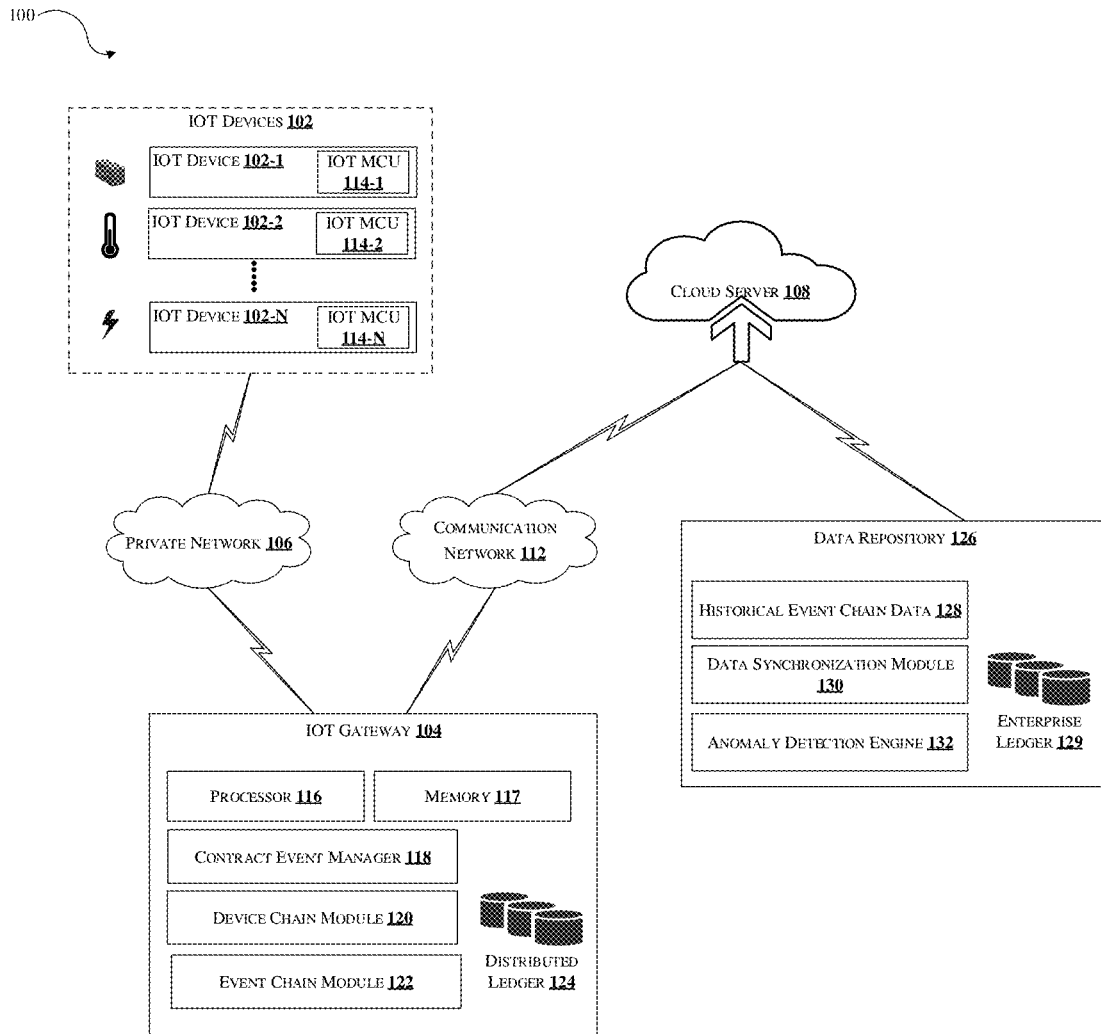 100
IOT DEVICES 102
IOT DEVICE 102-1
IOT MCU
114-1
IOT DEVICE 102-2
IOT MCU
114-2
IOT DEVICE 102-N
IOT MCU
114-N
CLOUD SERVER 108
PRIVATE NETWORK 106
COMMUNICATION
NETWORK 112
DATA REPOSITORY 126
HISTORICAL EVENT CHAIN DATA 128
DATA SYNCHRONIZATION MODULE
130
ANOMALY DETECTION ENGINE 132
ENTERPRISE
LEDGER 129
IOT GATEWAY 104
PROCESSOR 116
MEMORY 117
CONTRACT EVENT MANAGER 118
DEVICE CHAIN MODULE 120
EVENT CHAIN MODULE 122
DISTRIBUTED
LEDGER 124